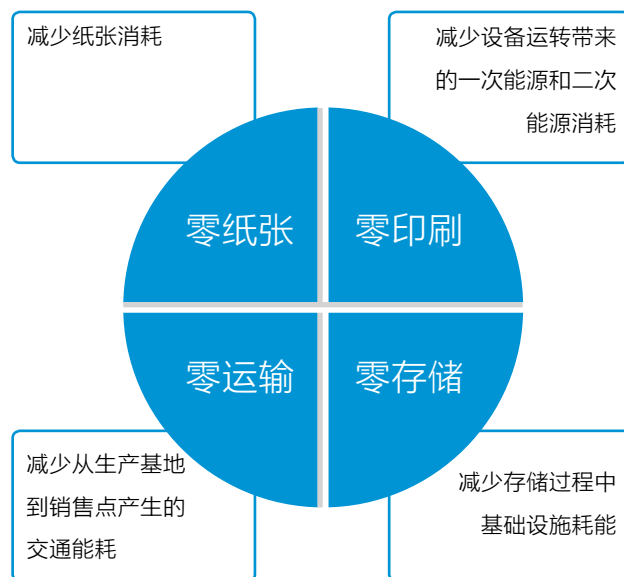 减少纸张消耗
减少设备运转带来
的一次能源和二次
能源消耗
零纸张
零印刷
零运输
零存储
减少从生产基地
到销售点产生的
交通能耗
减少存储过程中
基础设施耗能